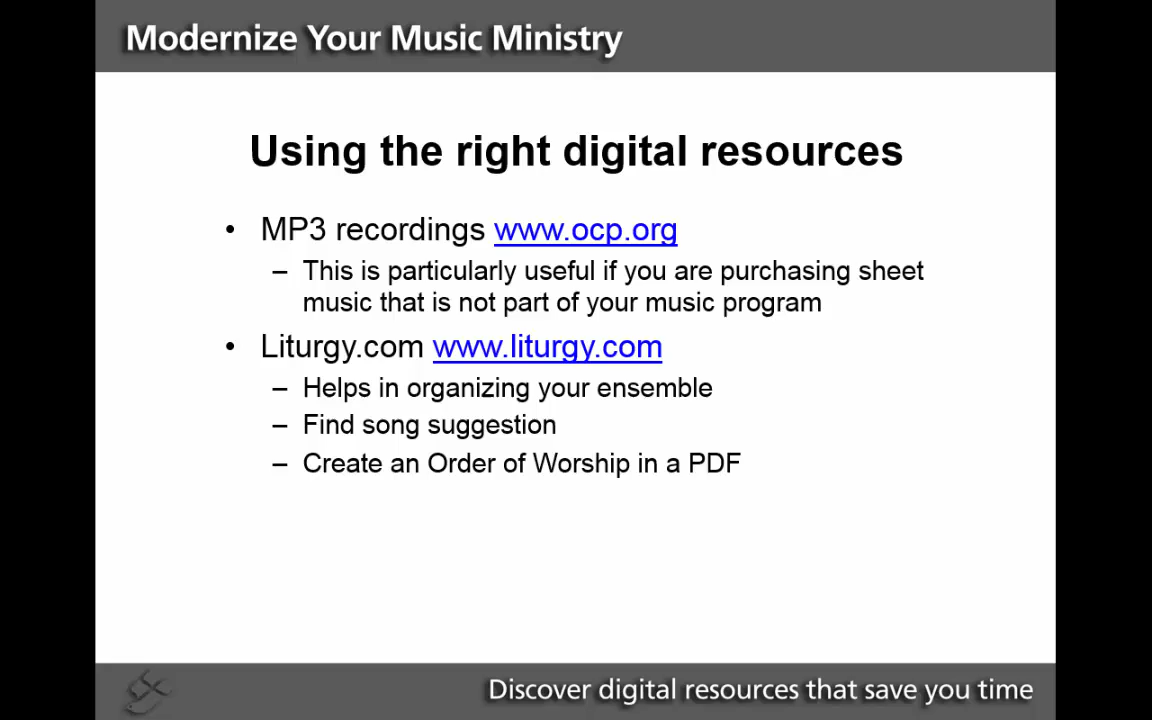 Modernize Your Music Ministry
Using the right digital resources
• MP3 recordings www.ocp.org
– This is particularly useful if you are purchasing sheet
music that is not part of your music program
• Liturgy.com www.liturgy.com
– Helps in organizing your ensemble
– Find song suggestion
– Create an Order of Worship in a PDF
Discover digital resources that save you time